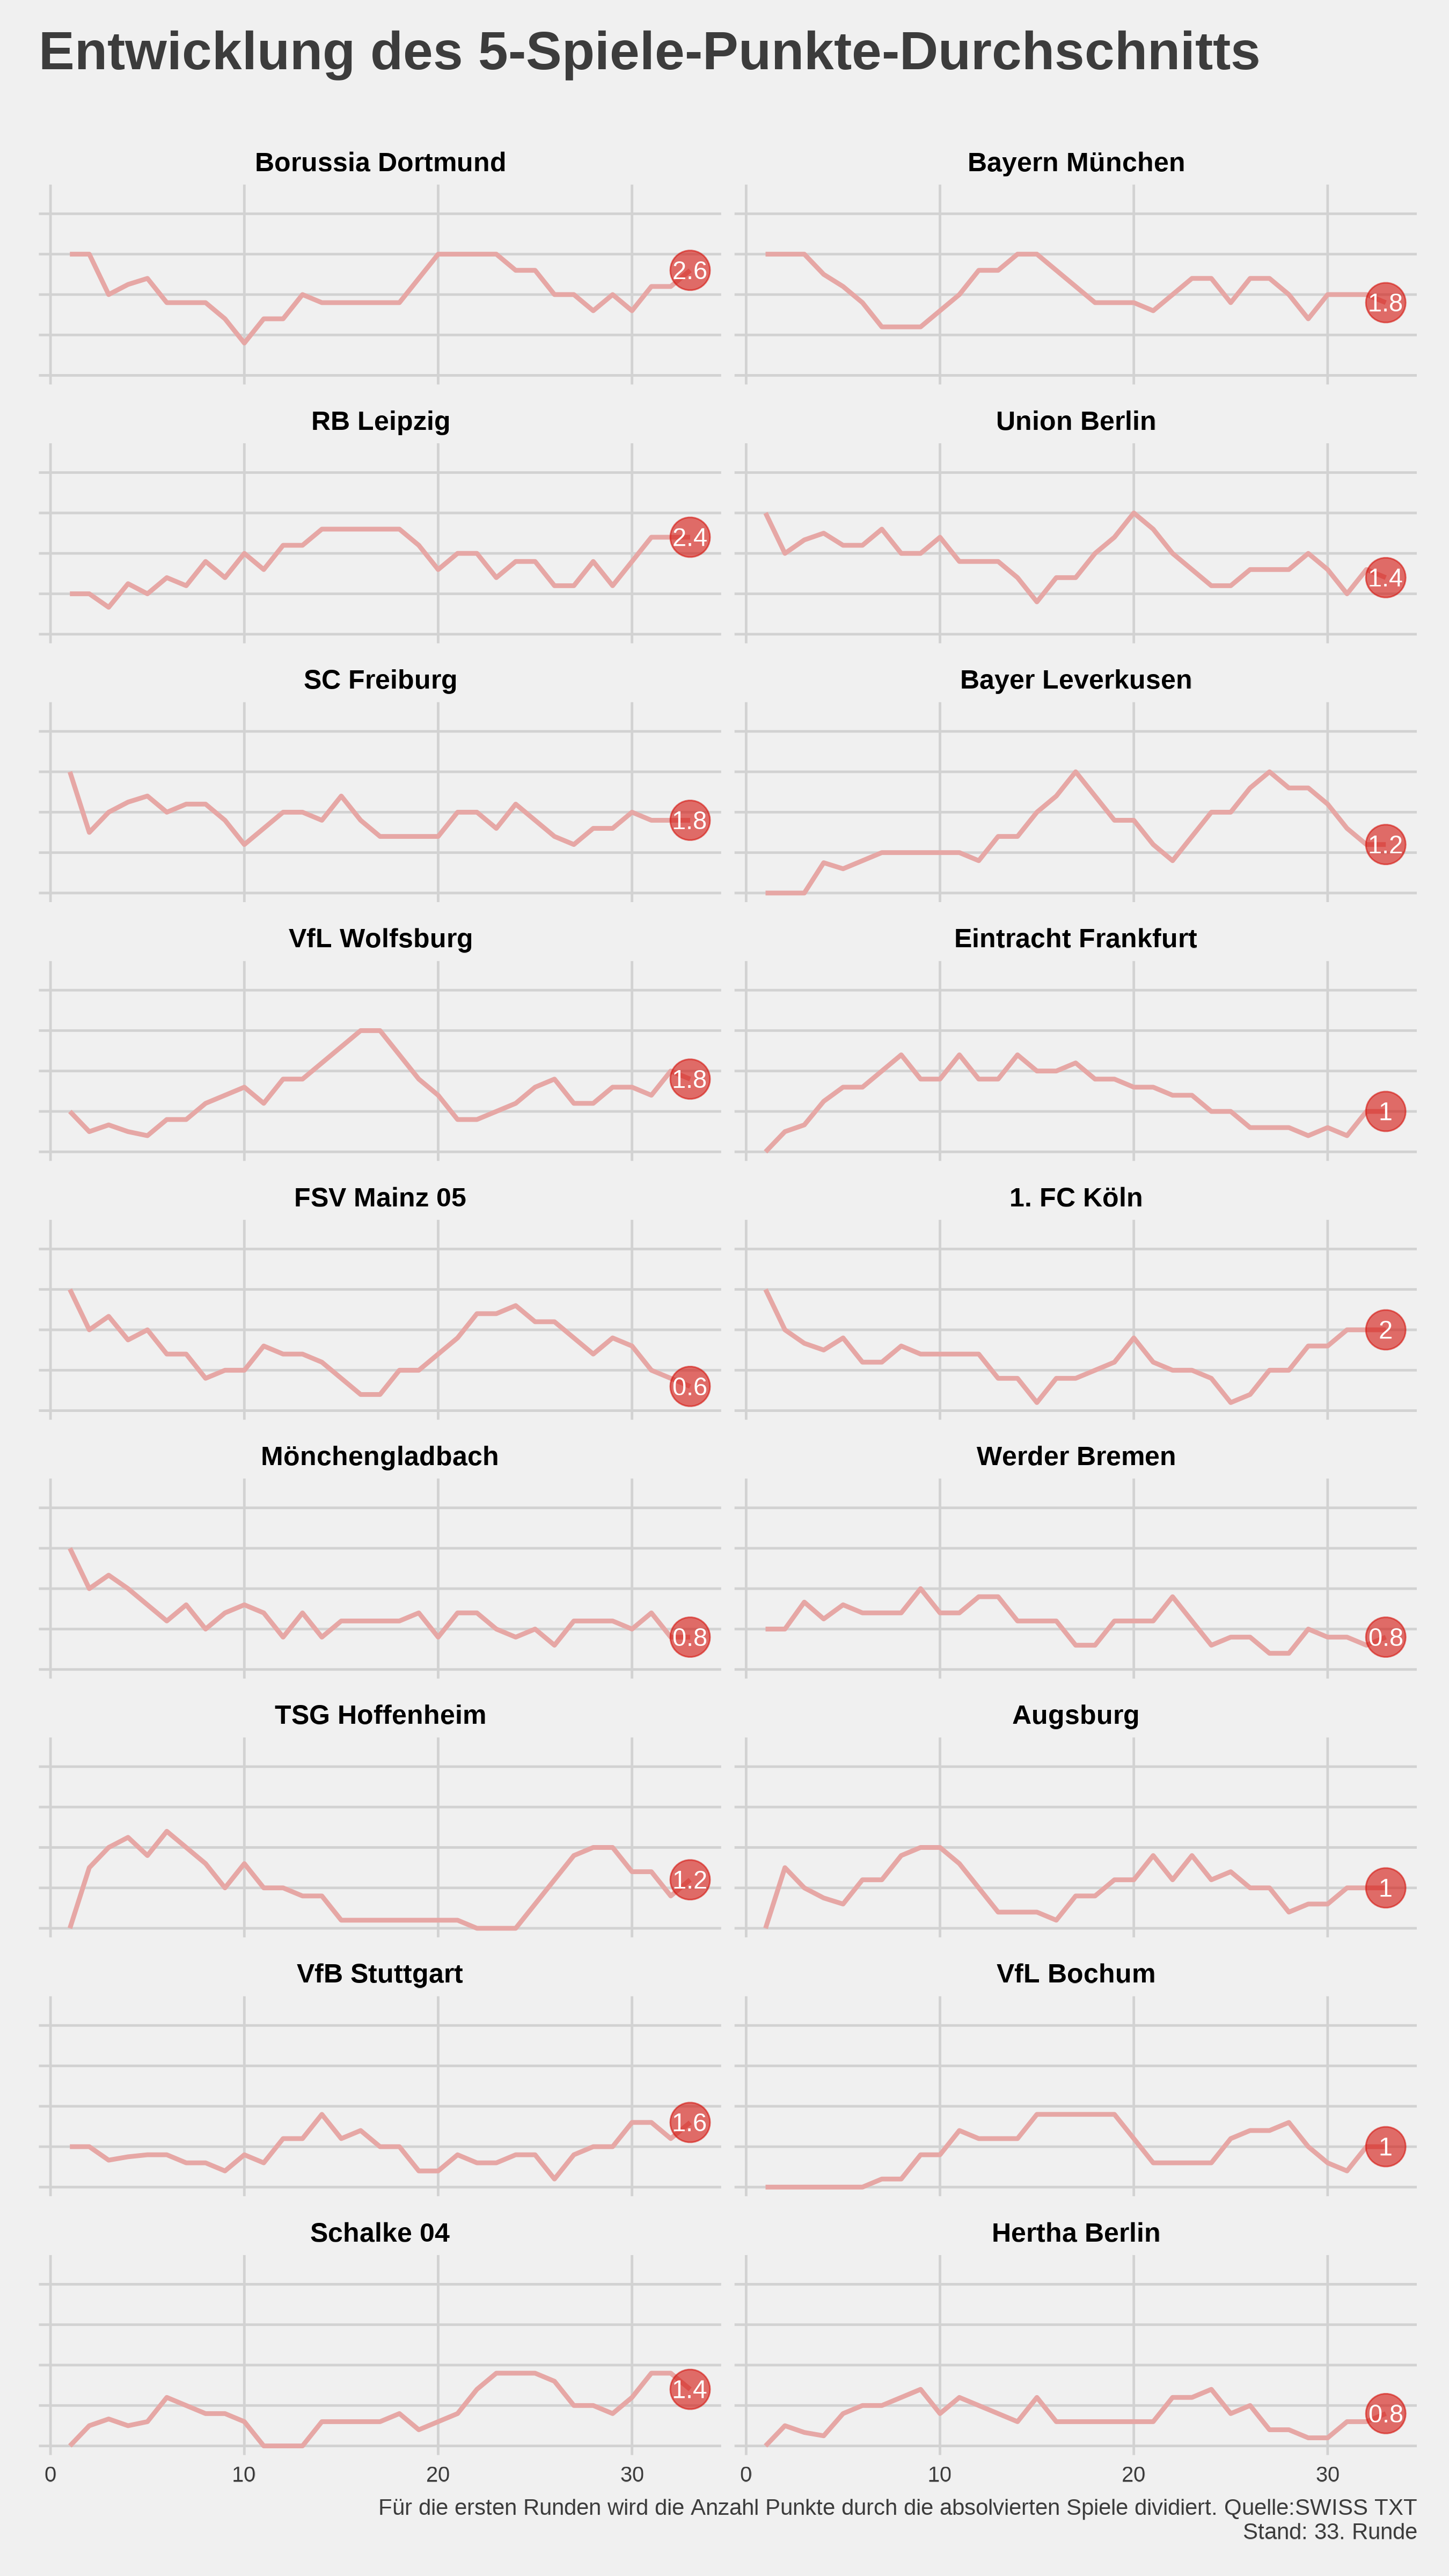 Entwicklung des 5-Spiele-Punkte-Durchschnitts
Borussia Dortmund
2.6
Bayern München
1.8
RB Leipzig
2.4
Union Berlin
1.4
SC Freiburg
1.8
Bayer Leverkusen
1.2
VfL Wolfsburg
1.8
Eintracht Frankfurt
1
FSV Mainz 05
0.6
1. FC Köln
2
Mönchengladbach
0.8
Werder Bremen
0.8
TSG Hoffenheim
1.2
Augsburg
1
VfB Stuttgart
1.6
VfL Bochum
1
Schalke 04
1.4
Hertha Berlin
0.8
0 10 20 30 0 10 20 30
Für die ersten Runden wird die Anzahl Punkte durch die absolvierten Spiele dividiert. Quelle:SWISS TXT
Stand: 33. Runde